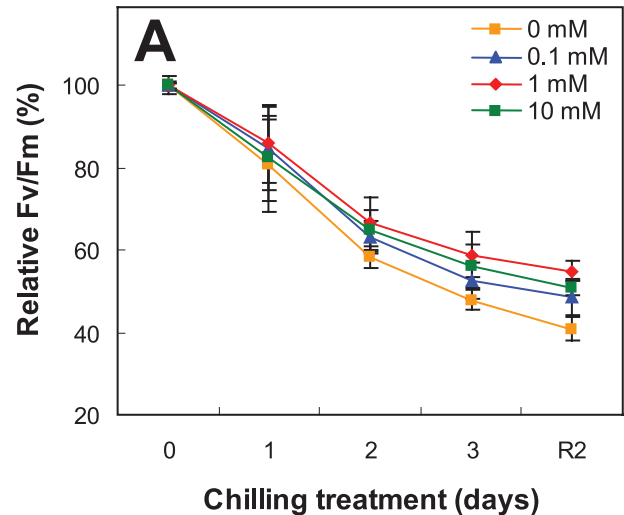 A
0 mM
0.1 mM
1 mM
10 mM
Relative Fv/Fm (%)
100
80
60
40
20
0 1 2 3 R2
Chilling treatment (days)